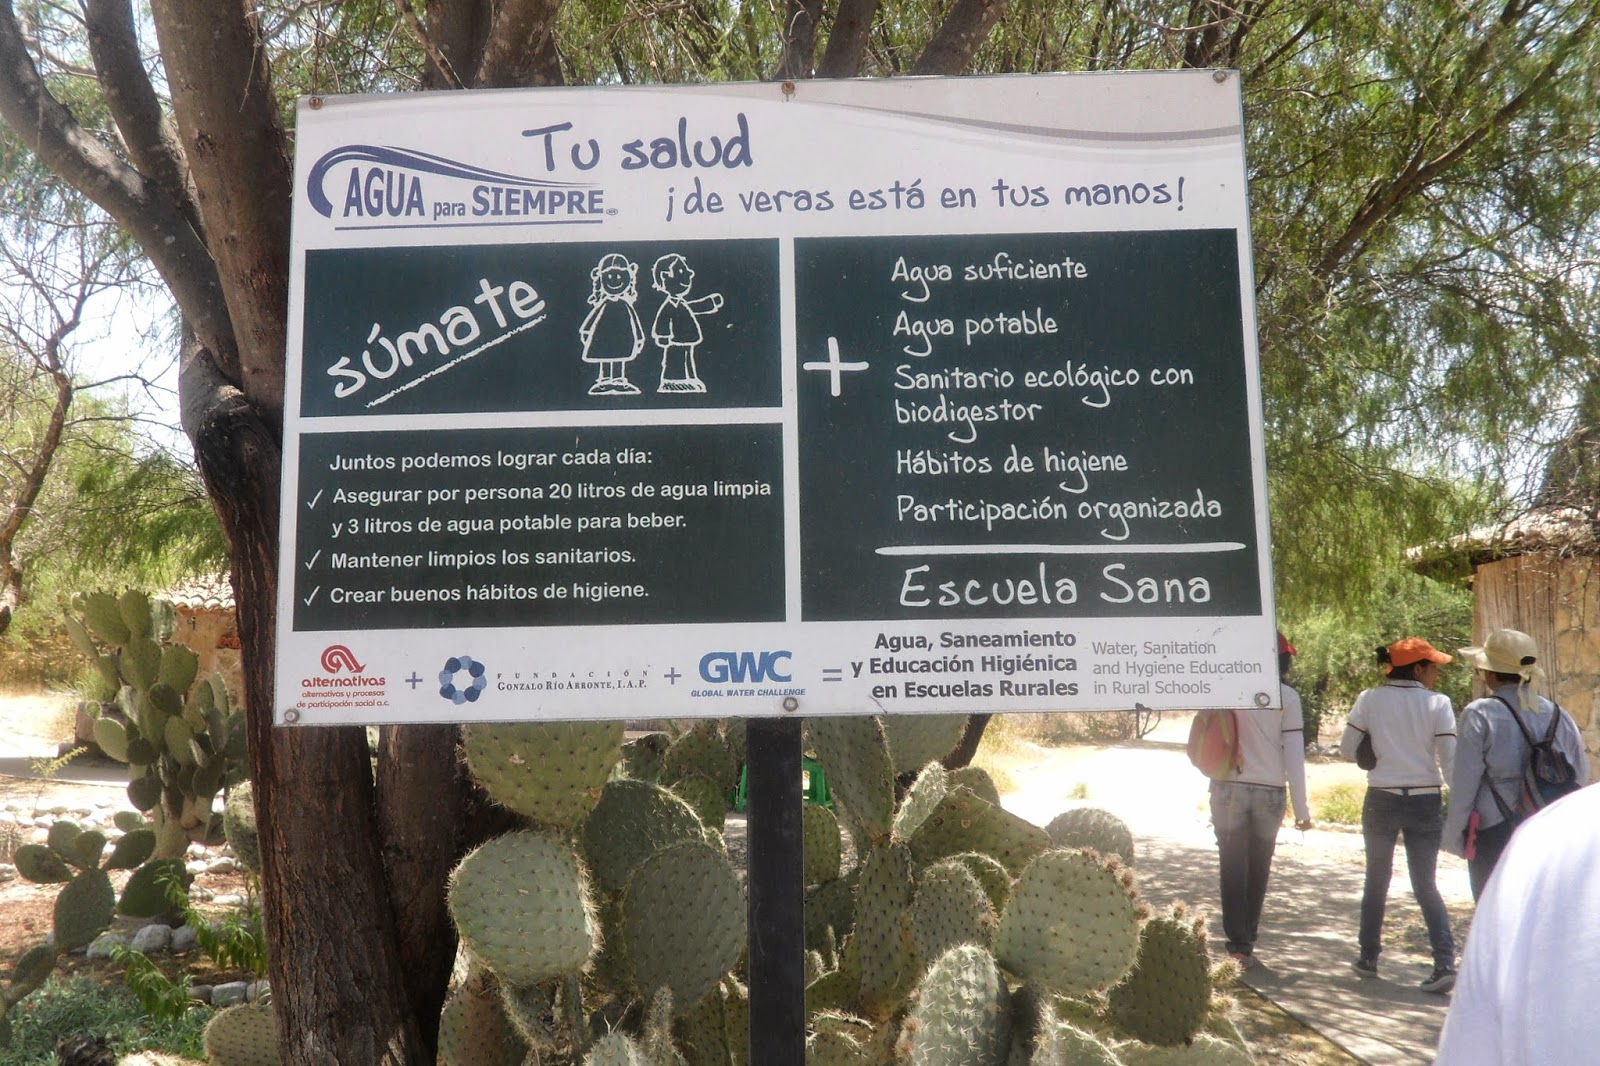 Tu salud
AGUA para SIEMPRE
¡de veras está en tus manos!
súmate
Juntos podemos lograr cada día:
✓ Asegurar por persona 20 litros de agua limpia
y 3 litros de agua potable para beber.
✓ Mantener limpios los sanitarios.
✓ Crear buenos hábitos de higiene.
+
Agua suficiente
Agua potable
Sanitario ecológico con
biodigestor
Hábitos de higiene
Participación organizada
Escuela Sana
alternativas
alternativas y procesos
de participación social a.c.
+
FUNDACIÓN
GONZALO RÍO ARRONTE, I.A.P.
+
GWC
GLOBAL WATER CHALLENGE
=
Agua, Saneamiento
y Educación Higiénica
en Escuelas Rurales
Water, Sanitation
and Hygiene Education
in Rural Schools